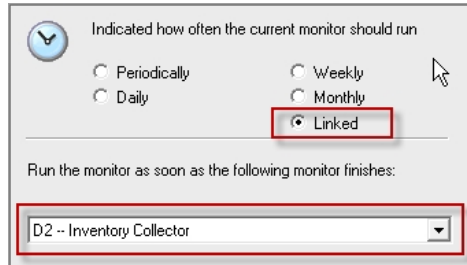 Indicated how often the current monitor should run
Periodically
Weekly
Daily
Monthly
Linked
Run the monitor as soon as the following monitor finishes:
D2 -- Inventory Collector